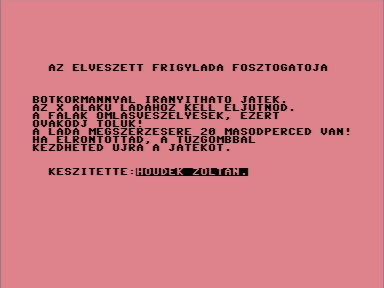 AZ ELVESZETT FRIGYLADA FOSZTOGATOJA
BOTKORMANNYAL IRANYITHATO JATEK.
AZ X ALAKU LADAHOZ KELL ELJUTNOD.
A FALAK OMLASVESZELYESEK, EZERT
OVAKODJ TOLUK!
A LADA MEGSZERZESERE 20 MASODPERCED VAN!
HA ELRONTOTTAD, A TUZGOMBBAL
KEZDHETED UJRA A JATEKOT.
KESZITETTE:HOUDEK ZOLTAN.